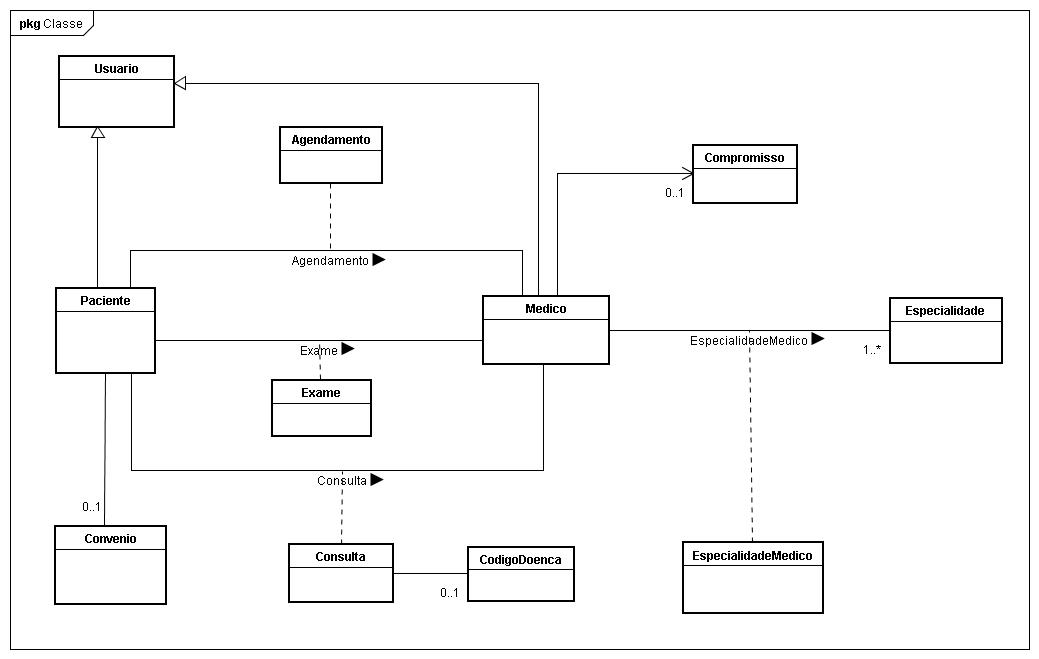 pkg Classe
Usuario
Agendamento
Compromisso
0..1
Agendamento
Paciente
Medico
Especialidade
EspecialidadeMedico
1..*
Exame
Exame
Consulta
0..1
Convenio
Consulta
CodigoDoenca
0..1
EspecialidadeMedico